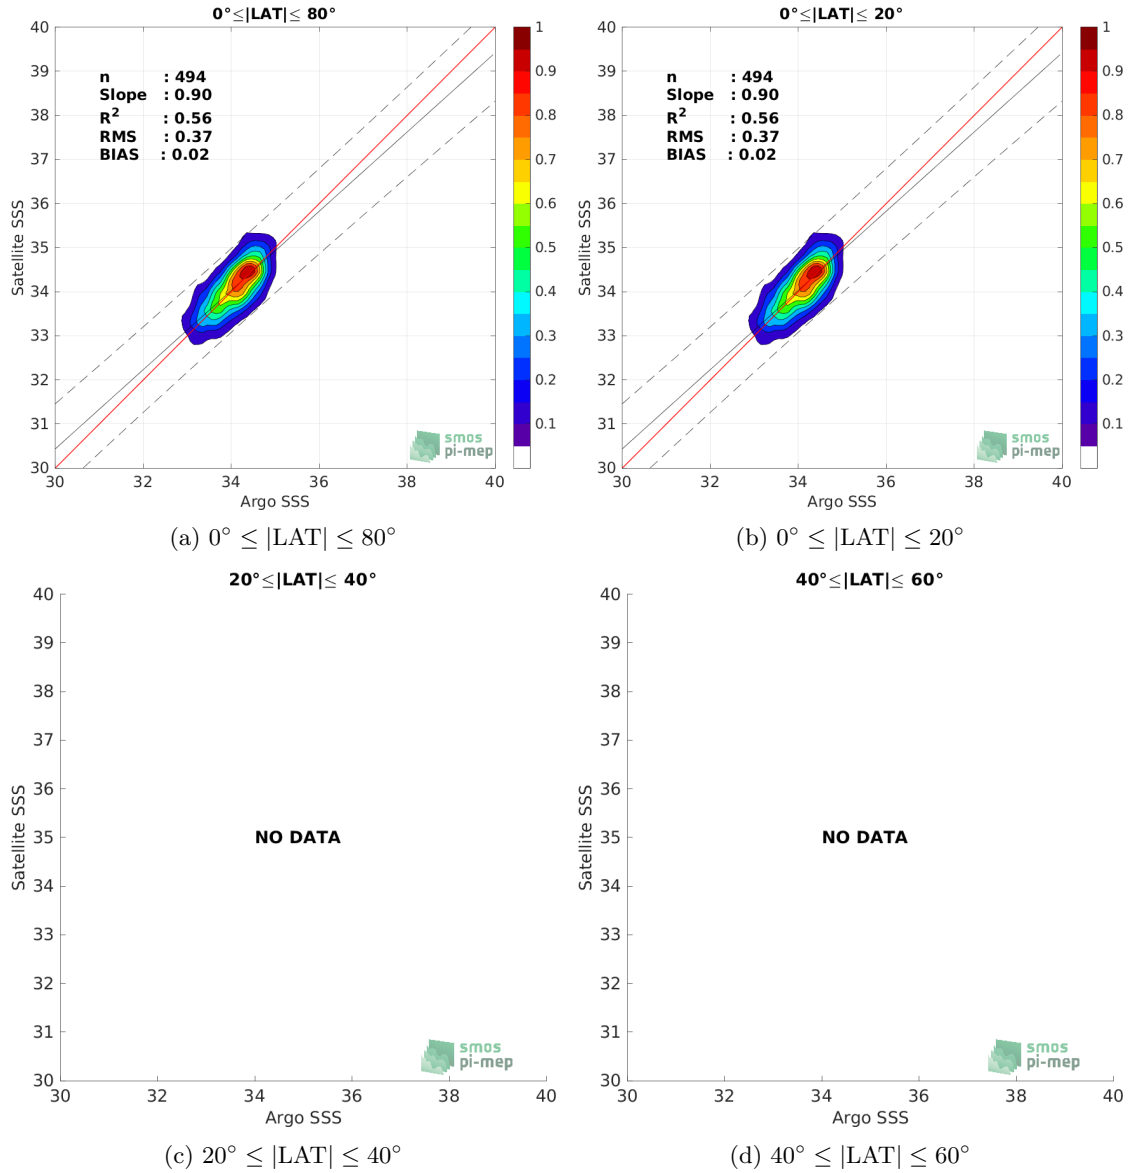 0°≤|LAT|≤ 80°
40
39
38
37
36
35
34
33
32
31
30
Satellite SSS
n : 494
Slope : 0.90
R² : 0.56
RMS : 0.37
BIAS : 0.02
smos
pi-mep
30 32 34 36 38 40
Argo SSS
1
0.9
0.8
0.7
0.6
0.5
0.4
0.3
0.2
0.1
(a) 0° ≤ |LAT| ≤ 80°
0°≤|LAT|≤ 20°
40
39
38
37
36
35
34
33
32
31
30
Satellite SSS
n : 494
Slope : 0.90
R² : 0.56
RMS : 0.37
BIAS : 0.02
smos
pi-mep
30 32 34 36 38 40
Argo SSS
1
0.9
0.8
0.7
0.6
0.5
0.4
0.3
0.2
0.1
(b) 0° ≤ |LAT| ≤ 20°
20°≤|LAT|≤ 40°
40
39
38
37
36
35
34
33
32
31
30
Satellite SSS
NO DATA
smos
pi-mep
30 32 34 36 38 40
Argo SSS
(c) 20° ≤ |LAT| ≤ 40°
40°≤|LAT|≤ 60°
40
39
38
37
36
35
34
33
32
31
30
Satellite SSS
NO DATA
smos
pi-mep
30 32 34 36 38 40
Argo SSS
(d) 40° ≤ |LAT| ≤ 60°